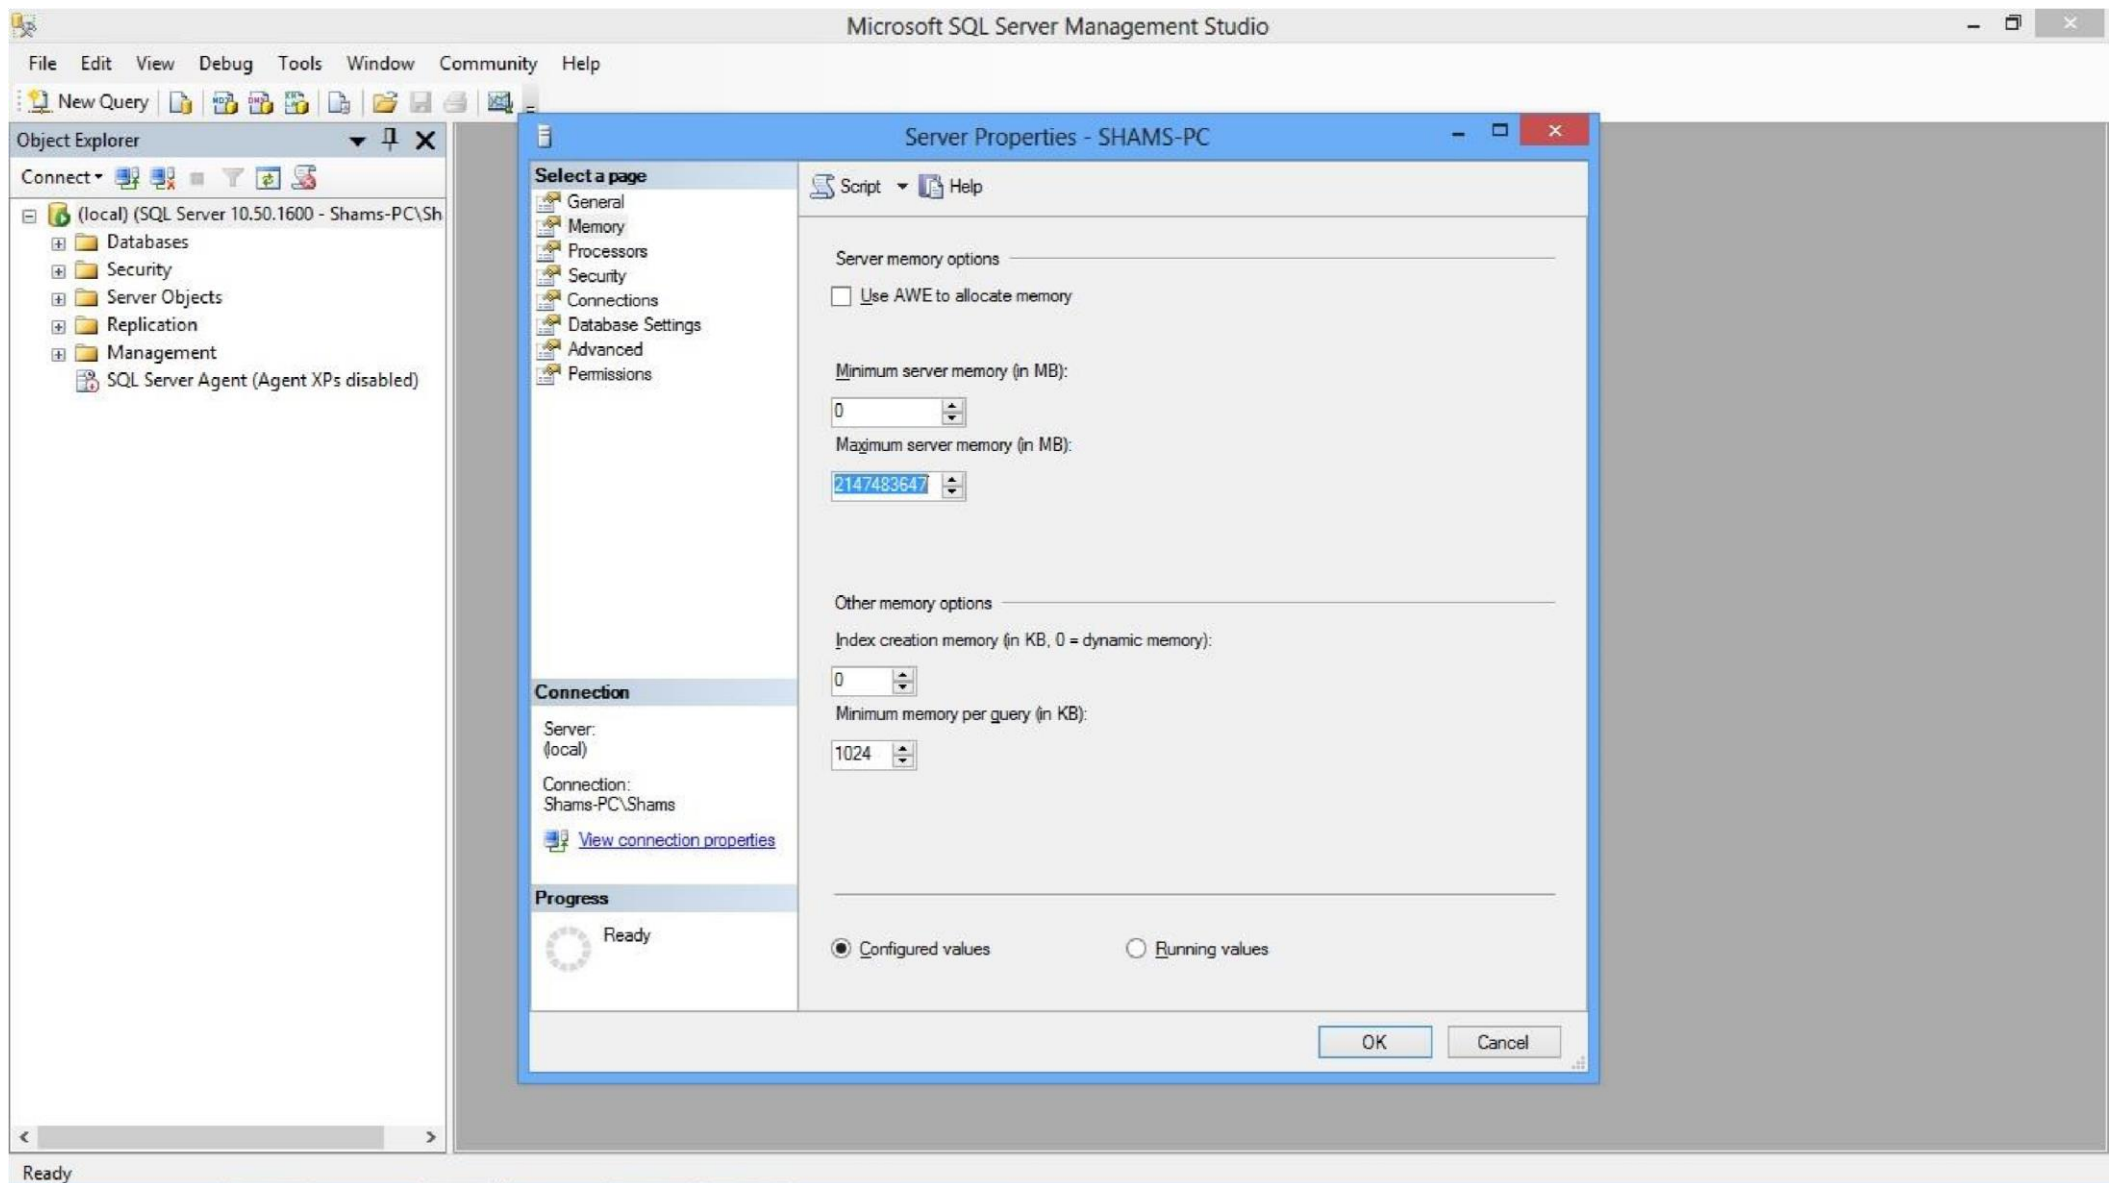 Microsoft SQL Server Management Studio
File Edit View Debug Tools Window Community Help
New Query
Object Explorer
Connect
(local) (SQL Server 10.50.1600 - Shams-PC\Sh
Databases
Security
Server Objects
Replication
Management
SQL Server Agent (Agent XPs disabled)
Server Properties - SHAMS-PC
Select a page
General
Memory
Processors
Security
Connections
Database Settings
Advanced
Permissions
Connection
Server:
(local)
Connection:
Shams-PC\Shams
View connection properties
Progress
Ready
Script Help
Server memory options
Use AWE to allocate memory
Minimum server memory (in MB):
0
Maximum server memory (in MB):
2147483647
Other memory options
Index creation memory (in KB, 0 = dynamic memory):
0
Minimum memory per query (in KB):
1024
Configured values Running values
OK Cancel
Ready